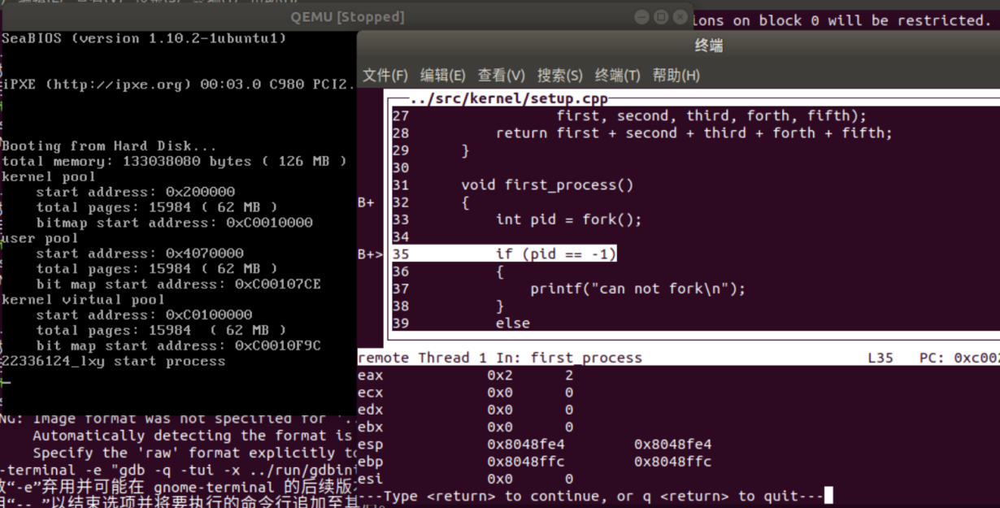 QEMU [Stopped]
ions on block 0 will be restricted.
SeaBIOS (version 1.10.2-1ubuntu1)
iPXE (http://ipxe.org) 00:03.0 C980 PCI2.
Booting from Hard Disk...
total memory: 133038080 bytes ( 126 MB )
kernel pool
start address: 0x200000
total pages: 15984 ( 62 MB )
bitmap start address: 0xC0010000
user pool
start address: 0x4070000
total pages: 15984 ( 62 MB )
bit map start address: 0xC00107CE
kernel virtual pool
start address: 0xC0100000
total pages: 15984  ( 62 MB )
bit map start address: 0xC0010F9C
22336124_lxy start process
NG: Image format was not specified for '..
Automatically detecting the format is
Specify the 'raw' format explicitly to
-terminal -e "gdb -q -tui -x ../run/gdbini
“-e”弃用并可能在 gnome-terminal 的后续版
“-- ”以结束选项并将要执行的命令行追加至其
终端
文件(F) 编辑(E) 查看(V) 搜索(S) 终端(T) 帮助(H)
../src/kernel/setup.cpp
27 first, second, third, forth, fifth);
28 return first + second + third + forth + fifth;
29 }
30
31 void first_process()
B+ 32 {
33 int pid = fork();
34
B+> 35 if (pid == -1)
36 {
37 printf("can not fork\n");
38 }
39 else
remote Thread 1 In: first_process L35 PC: 0xc002
eax 0x2 2
ecx 0x0 0
edx 0x0 0
ebx 0x0 0
esp 0x8048fe4 0x8048fe4
ebp 0x8048ffc 0x8048ffc
esi 0x0 0
---Type <return> to continue, or q <return> to quit---